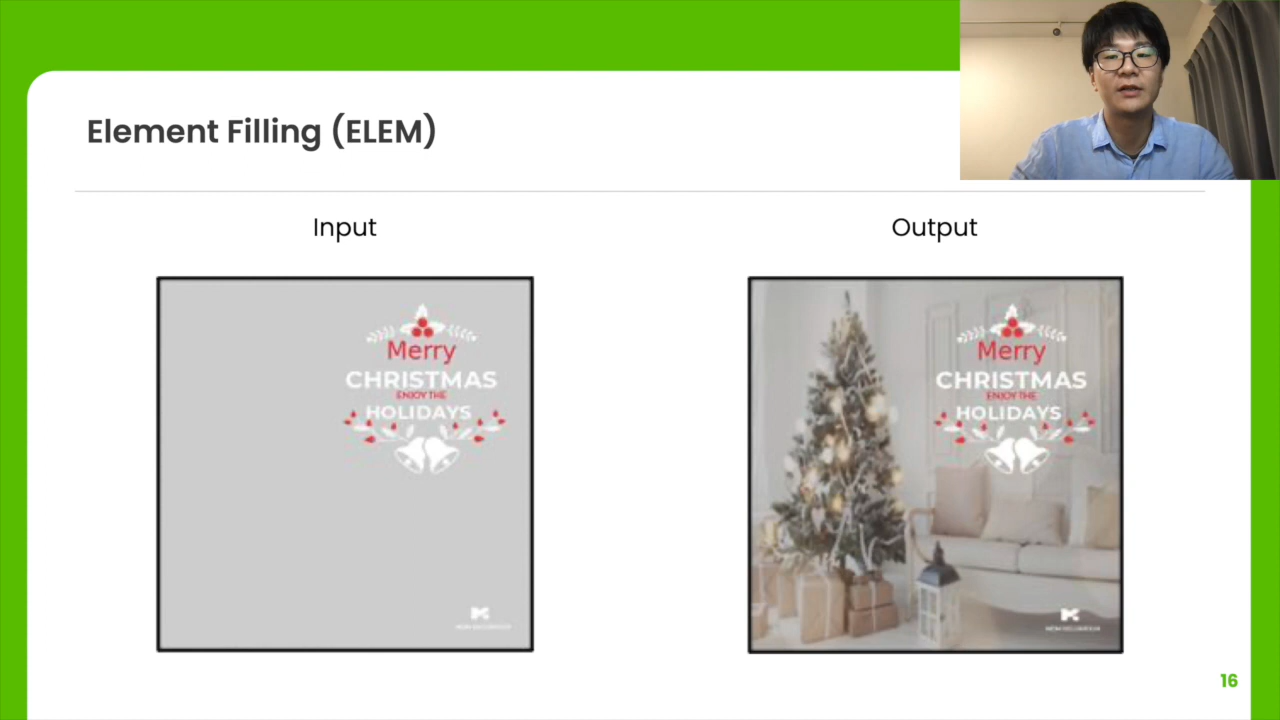 Element Filling (ELEM)
Input
Output
Merry
CHRISTMAS
ENJOY THE
HOLIDAYS
Merry
CHRISTMAS
ENJOY THE
HOLIDAYS
16